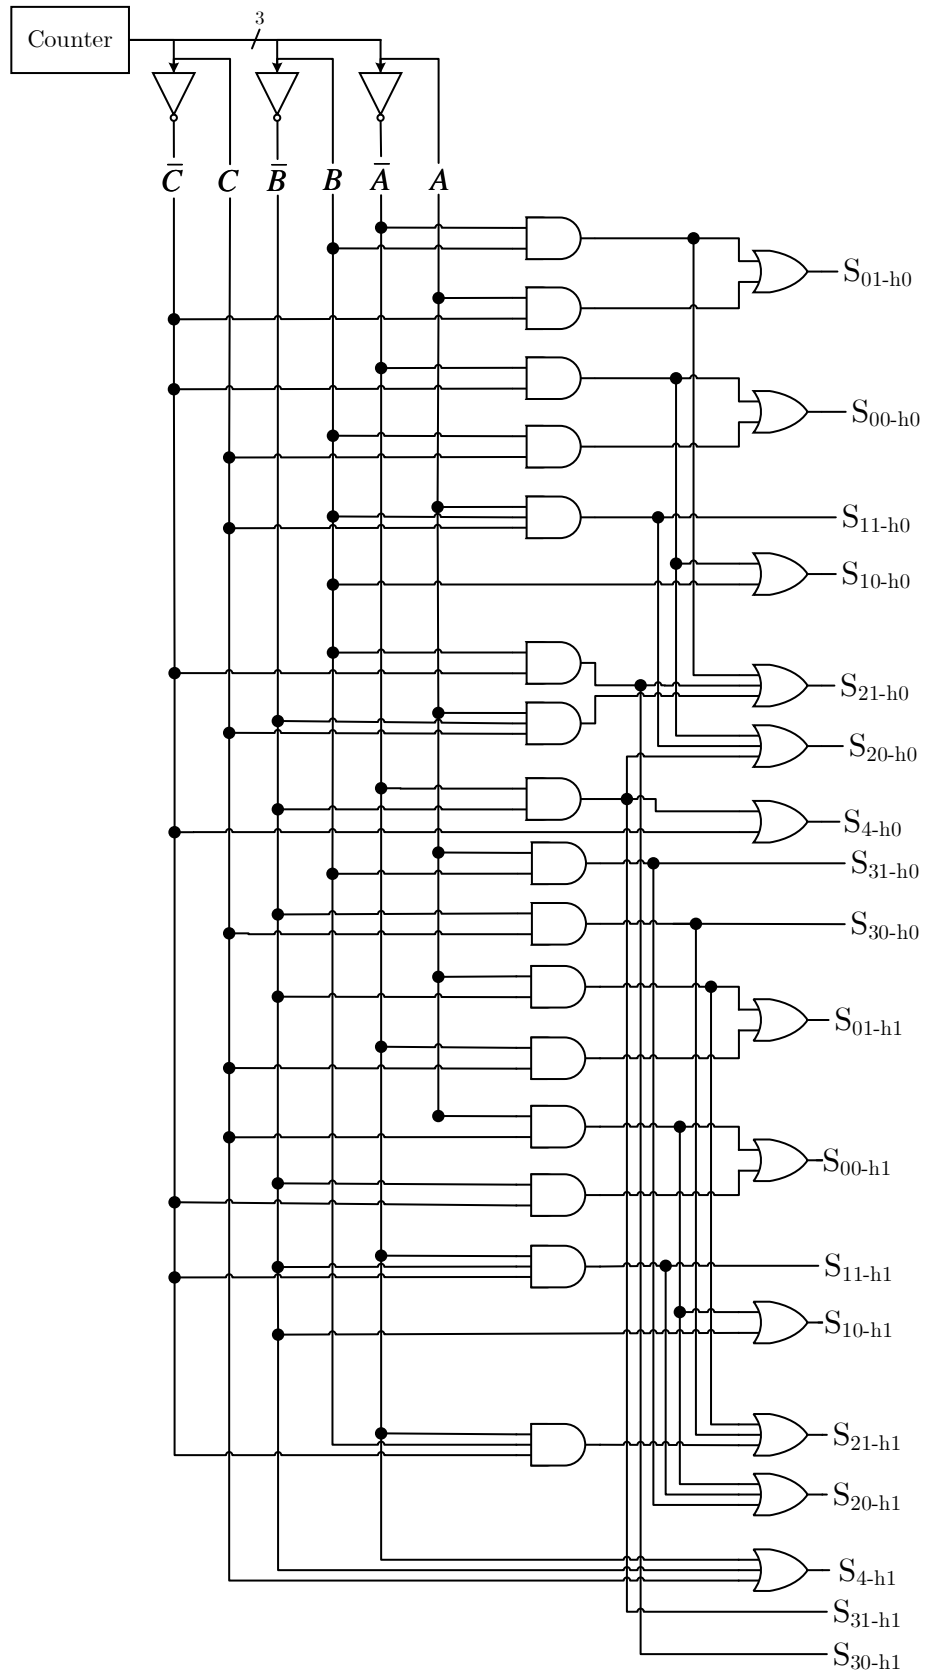 3
Counter
C̅ C B̅ B A̅ A
S01-h0
S00-h0
S11-h0
S10-h0
S21-h0
S20-h0
S4-h0
S31-h0
S30-h0
S01-h1
S00-h1
S11-h1
S10-h1
S21-h1
S20-h1
S4-h1
S31-h1
S30-h1